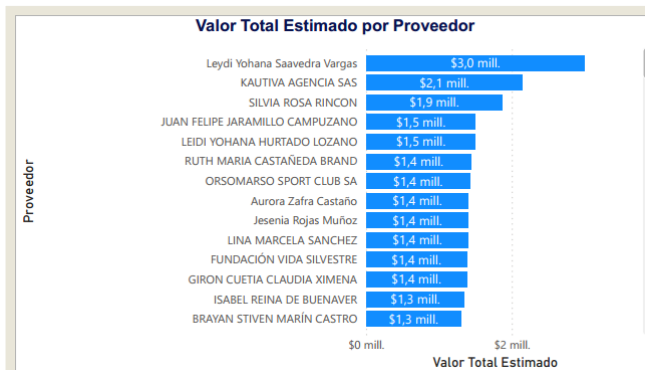 Valor Total Estimado por Proveedor
Leydi Yohana Saavedra Vargas $3,0 mill.
KAUTIVA AGENCIA SAS $2,1 mill.
SILVIA ROSA RINCON $1,9 mill.
JUAN FELIPE JARAMILLO CAMPUZANO $1,5 mill.
LEIDI YOHANA HURTADO LOZANO $1,5 mill.
RUTH MARIA CASTAÑEDA BRAND $1,4 mill.
ORSOMARSO SPORT CLUB SA $1,4 mill.
Aurora Zafra Castaño $1,4 mill.
Jesenia Rojas Muñoz $1,4 mill.
LINA MARCELA SANCHEZ $1,4 mill.
FUNDACIÓN VIDA SILVESTRE $1,4 mill.
GIRON CUETIA CLAUDIA XIMENA $1,4 mill.
ISABEL REINA DE BUENAVER $1,3 mill.
BRAYAN STIVEN MARÍN CASTRO $1,3 mill.
Proveedor
$0 mill. $2 mill.
Valor Total Estimado